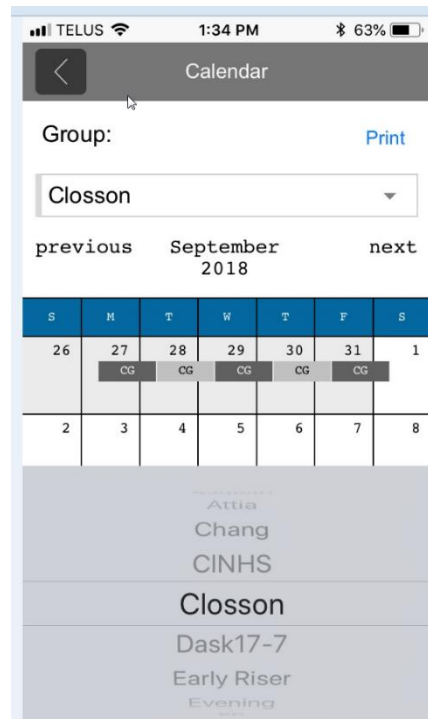 TELUS 1:34 PM 63%
Calendar
Group: Print
Closson
previous September 2018 next
S M T W T F S
26 27 28 29 30 31 1
CG CG CG CG CG
2 3 4 5 6 7 8
Attia
Chang
CINHS
Closson
Dask17-7
Early Riser
Evening